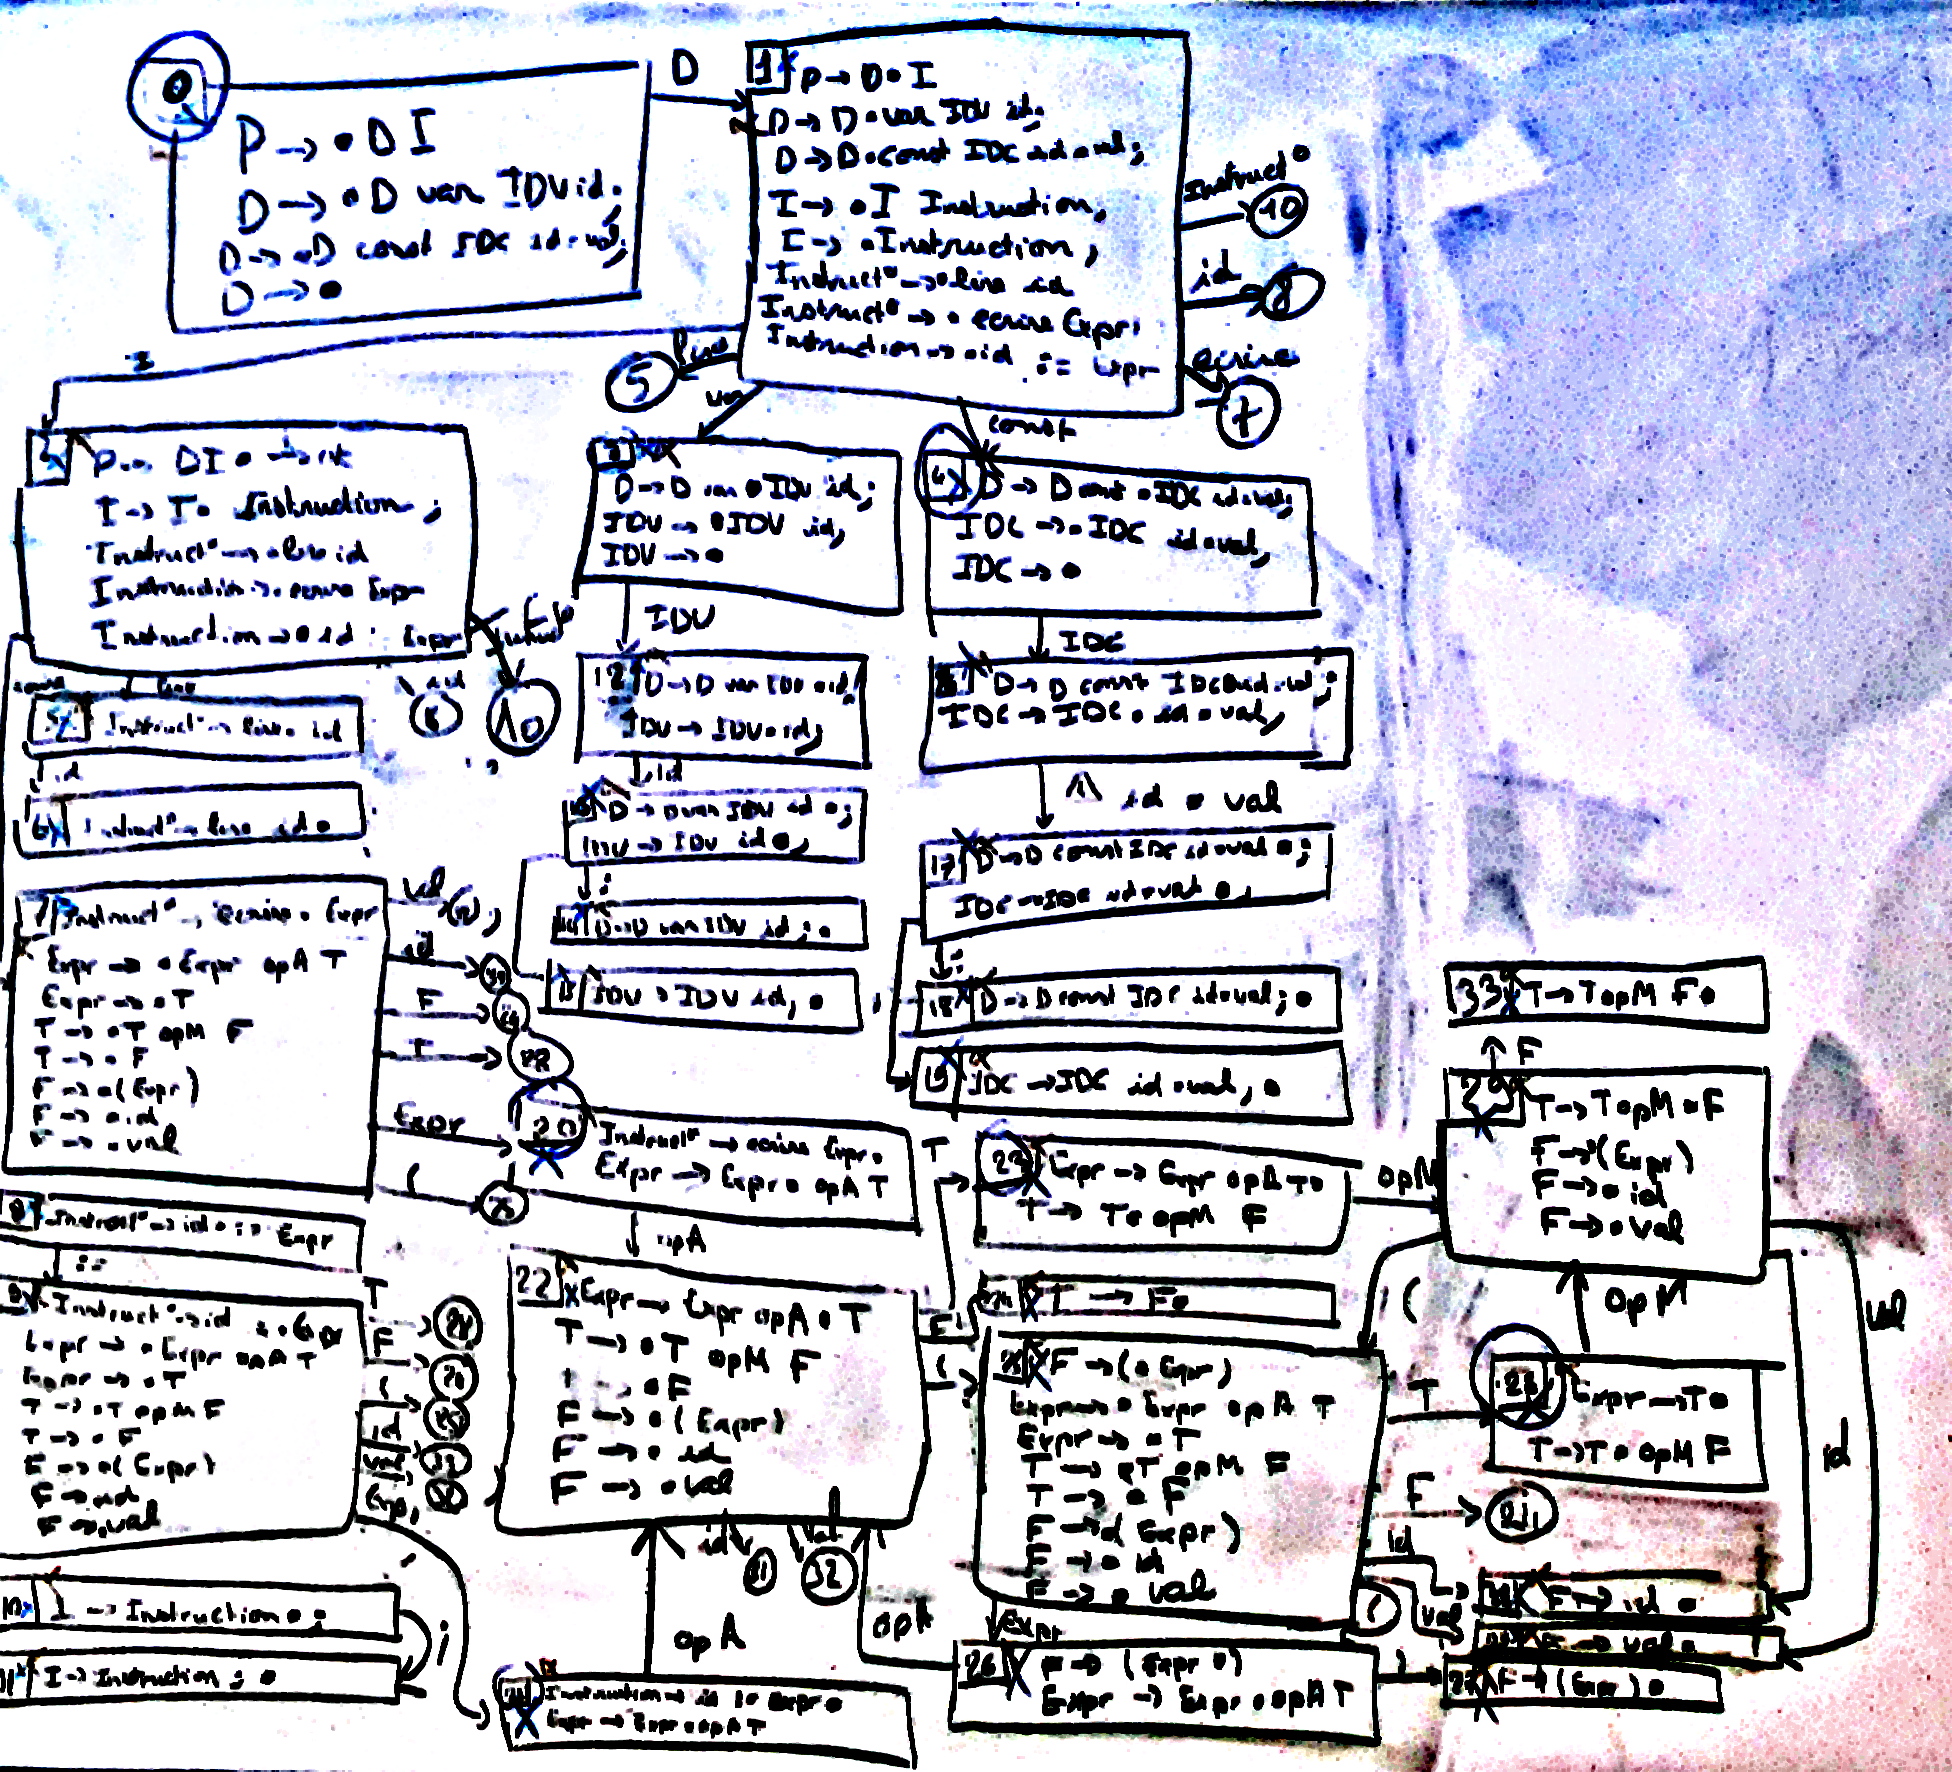 0
P → • D I
D → • D var IDV id;
D → • D const IDC id = val;
D → •
D
1
P → D • I
D → D • var IDV id;
D → D • const IDC id = val;
I → • I Instruction;
I → • Instruction;
Instruct° → • lire id
Instruct° → • ecrire Expr
Instruction → • id := Expr
Instruct°
10
id
8
ecrire
7
I
lire
5
var
const
P → DI •
I → I • Instruction;
Instruct° → • lire id
Instruction → • ecrire Expr
Instruction → • id Expr
Instruct°
10
id
8
3
D → D var • IDV id;
IDV → • IDV id,
IDV → •
IDV
4
D → D const • IDC id = val;
IDC → • IDC id = val,
IDC → •
IDC
5
Instruct° → lire • id
id
6
Instruct° → lire id •
12
D → D var IDV • id;
IDV → IDV • id,
id
D → D const IDC • id = val;
IDC → IDC • id = val,
id = val
D → D var IDV id •;
IDV → IDV id •,
;
14
D → D var IDV id; •
IDV → IDV id, •
17
D → D const IDC id = val •;
IDC → IDC id = val •,
;
18
D → D const IDC id = val; •
,
19
IDC → IDC id = val, •
7
Instruct° → ecrire • Expr
Expr → • Expr opA T
Expr → • T
T → • T opM F
T → • F
F → • (Expr)
F → • id
F → • val
val
id
F
T
Expr
(
20
Instruct° → ecrire Expr •
Expr → Expr • opA T
opA
T
23
Expr → Expr opA T •
T → T • opM F
opM
33
T → T opM F •
F
29
T → T opM • F
F → (Expr)
F → • id
F → • val
(
opM
id
val
8
Instruct° → id • := Expr
:=
9
Instruct° → id := • Expr
Expr → • Expr opA T
Expr → • T
T → • T opM F
T → • F
F → • (Expr)
F → • id
F → • val
T
28
F
(
id
val
Expr
22
Expr → Expr opA • T
T → • T opM F
→ • F
F → • (Expr)
F → • id
F → • val
F
(
id
31
val
32
T → F •
F → (• Expr)
Expr → • Expr opA T
Expr → • T
T → • T opM F
T → • F
F → • (Expr)
F → • id
F → • val
T
28
Expr → T •
T → T • opM F
F
id
val
(
Expr
F → id •
F → val •
10
I → Instruction •;
;
11
I → Instruction; •
opA
Instruction → id := Expr •
Expr → Expr • opA T
opA
26
F → (Expr •)
Expr → Expr • opA T
)
27
F → (Expr) •